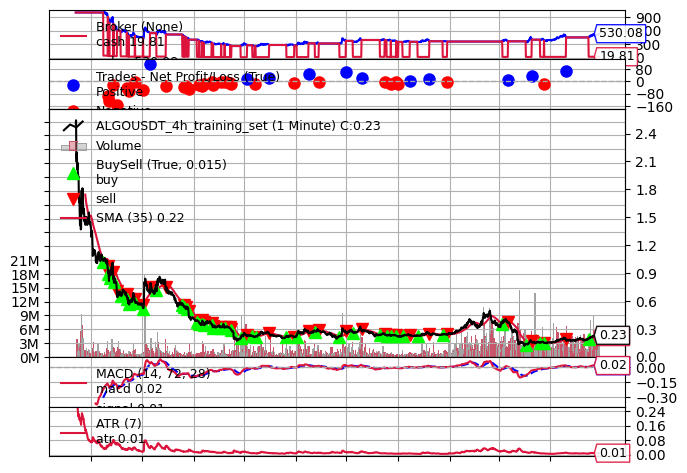 Broker (None)
cash 19.81
900
600
300
0
530.08
19.81
Trades - Net Profit/Loss (True)
Positive
Negative
80
0
−80
−160
ALGOUSDT_4h_training_set (1 Minute) C:0.23
Volume
BuySell (True, 0.015)
buy
sell
SMA (35) 0.22
2.4
2.1
1.8
1.5
1.2
0.9
0.6
0.3
0.0
21M
18M
15M
12M
9M
6M
3M
0M
0.23
MACD (14, 72, 28)
macd 0.02
signal 0.01
0.02
0.00
−0.15
−0.30
ATR (7)
atr 0.01
0.24
0.16
0.08
0.00
0.01